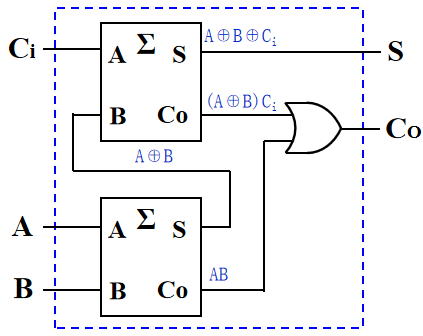 A⊕B⊕Cᵢ
Ci A Σ S S
(A⊕B)Cᵢ
B Co Co
A⊕B
A A Σ S
AB
B B Co